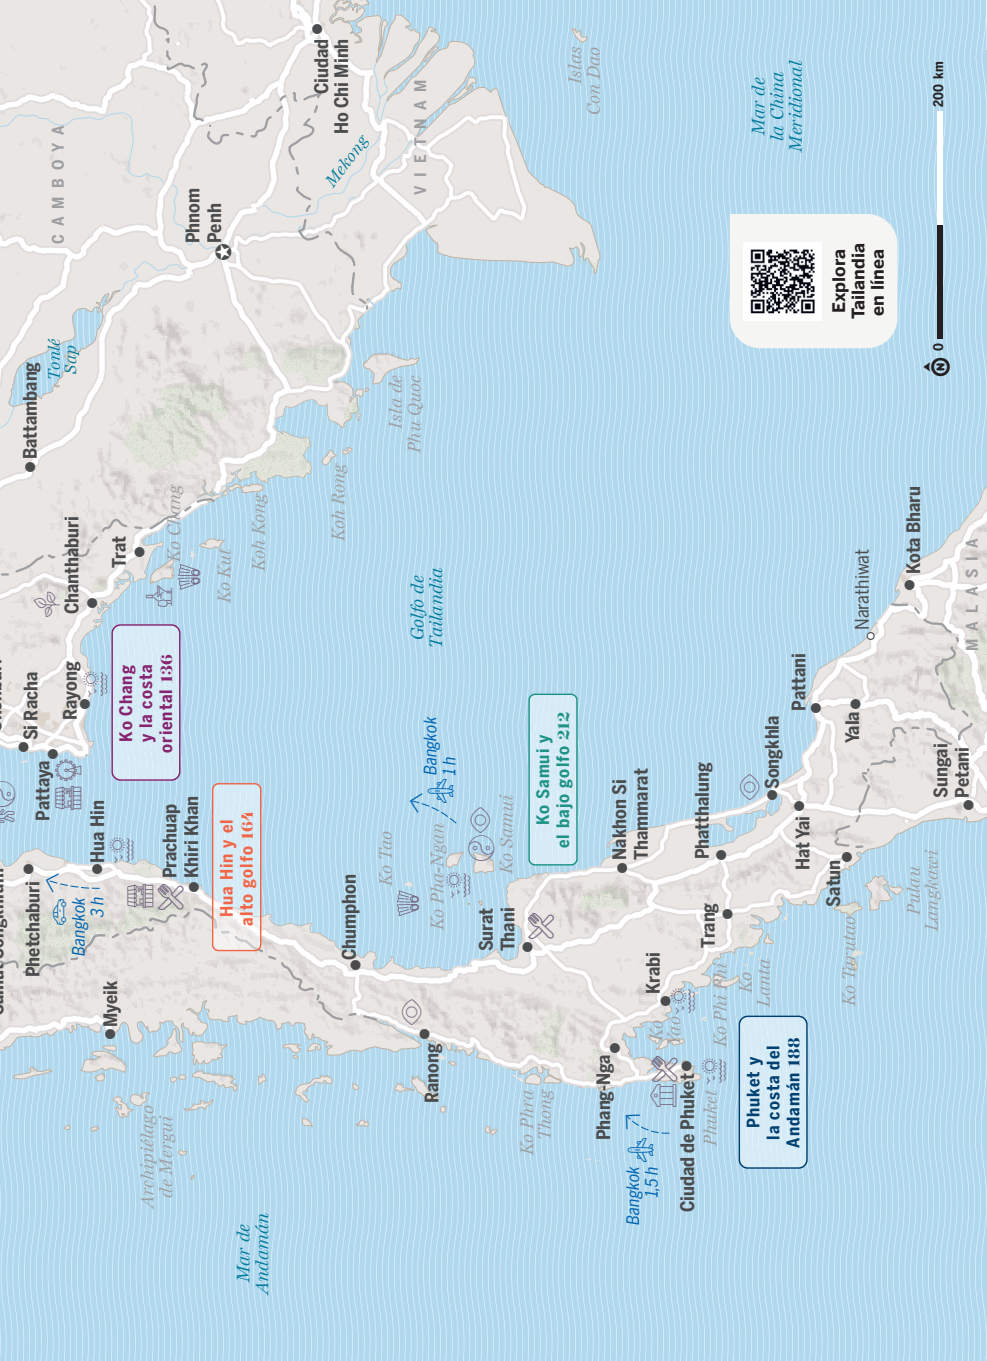 CAMBOYA
Ciudad
Ho Chi Minh
Mekong
VIETNAM
Islas
Con Dao
Mar de
la China
Meridional
Phnom
Penh
Tonlé
Sap
Battambang
Isla de
Phu Quoc
Koh Rong
Koh Kong
Ko Kut
Ko Chang
Trat
Chanthaburi
Rayong
Si Racha
Pattaya
Ko Chang
y la costa
oriental 136
Golfo de
Tailandia
Explora
Tailandia
en línea
0
200 km
N
Hua Hin
Phetchaburi
Bangkok
3 h
Prachuap
Khiri Khan
Hua Hin y el
alto golfo 164
Myeik
Archipiélago
de Mergui
Mar de
Andamán
Chumphon
Ranong
Ko Tao
Ko Pha-Ngan
Ko Samui
Bangkok
1 h
Ko Samui y
el bajo golfo 212
Surat
Thani
Nakhon Si
Thammarat
Phatthalung
Songkhla
Hat Yai
Pattani
Yala
Narathiwat
Kota Bharu
MALASIA
Sungai
Petani
Satun
Pulau
Langkawi
Ko Tarutao
Trang
Krabi
Ko
Lanta
Ko Phi Phi
Ko
Yao
Phang-Nga
Ko Phra
Thong
Bangkok
1,5 h
Ciudad de Phuket
Phuket
Phuket y
la costa del
Andamán 188